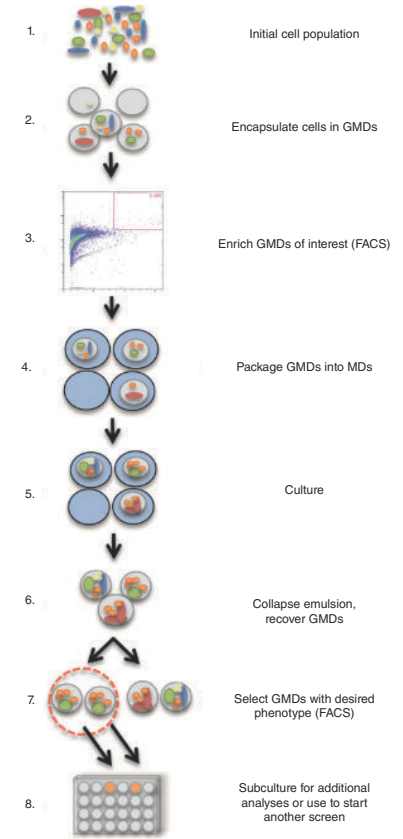 1. Initial cell population
2. Encapsulate cells in GMDs
3. Enrich GMDs of interest (FACS)
4. Package GMDs into MDs
5. Culture
6. Collapse emulsion,
recover GMDs
7. Select GMDs with desired
phenotype (FACS)
8. Subculture for additional
analyses or use to start
another screen